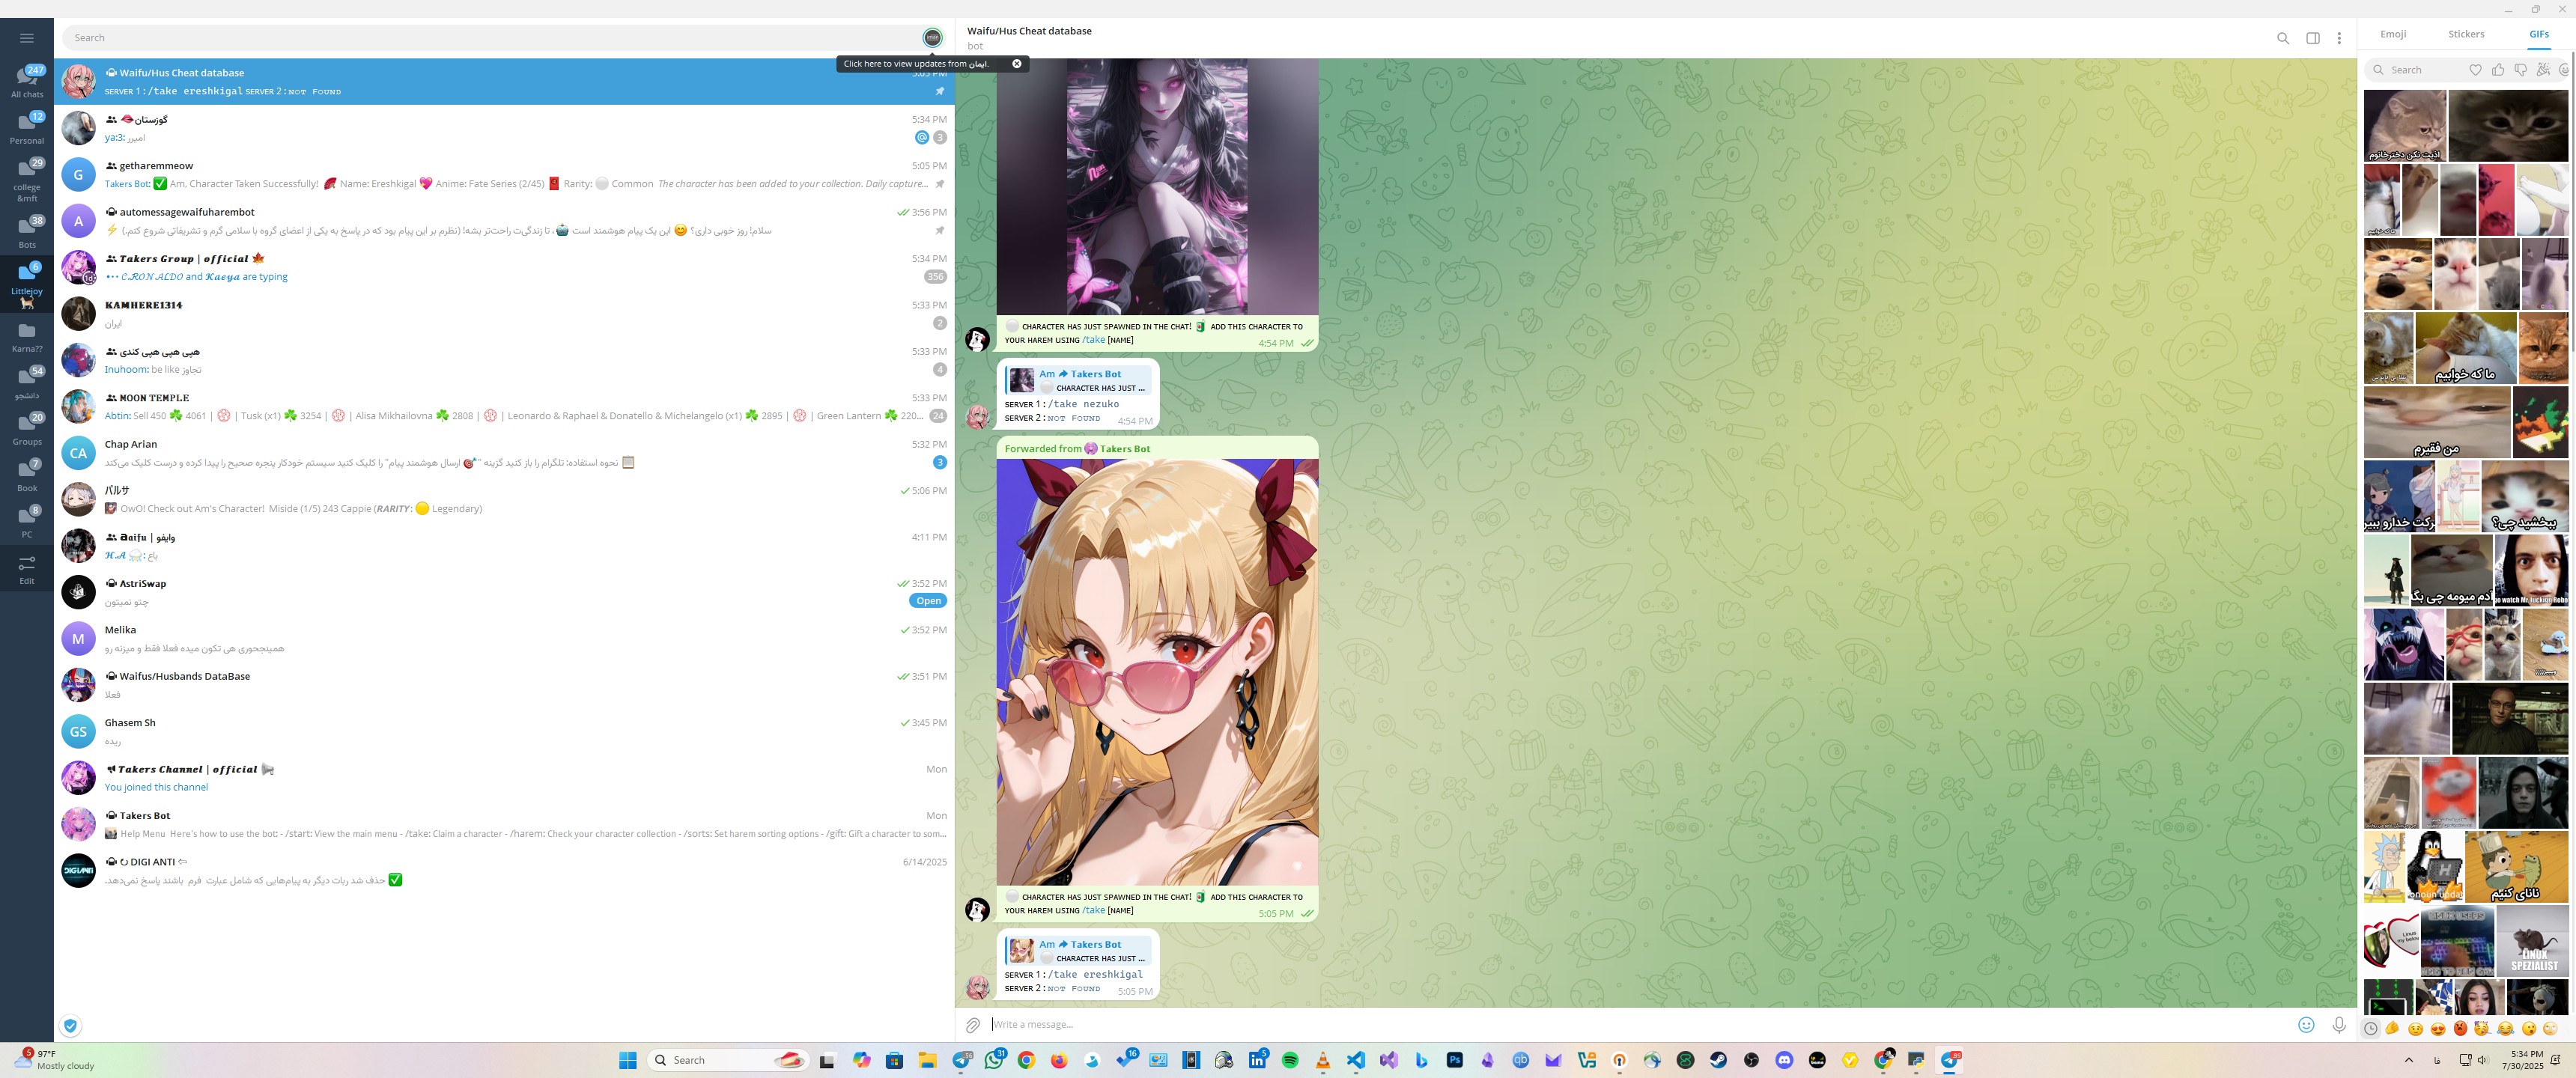 Search
Click here to view updates from ایمان.
247
All chats
12
Personal
29
college
&mft
38
Bots
6
Littlejoy
Karna??
54
دانشجو
20
Groups
7
Book
8
PC
Edit
Waifu/Hus Cheat database
5:05 PM
SERVER 1:/take ereshkigal SERVER 2:NOT FOUND
گوزستان
5:34 PM
ya:3: امیرر
@ 3
G
getharemmeow
5:05 PM
Takers Bot: ✅ Am, Character Taken Successfully! Name: Ereshkigal 💖 Anime: Fate Series (2/45) Rarity: ⚪ Common The character has been added to your collection. Daily capture...
A
automessagewaifuharembot
3:56 PM
سلام! روز خوبی داری؟ 😊 این یک پیام هوشمند است 🤖، تا زندگی‌ت راحت‌تر بشه! (نظرم بر این پیام بود که در پاسخ به یکی از اعضای گروه با سلامی گرم و تشریفاتی شروع کنم.) ⚡
Takers Group | official 🍁
5:34 PM
C.RONALDO and Kaeya are typing
356
KAMHERE1314
5:33 PM
ایران
2
هپی هپی هپی کندی
5:33 PM
Inuhoom: be like تجاوز
4
MOON TEMPLE
5:33 PM
Abtin: Sell 450 ☘️ 4061 | 💮 | Tusk (x1) ☘️ 3254 | 💮 | Alisa Mikhailovna ☘️ 2808 | 💮 | Leonardo & Raphael & Donatello & Michelangelo (x1) ☘️ 2895 | 💮 | Green Lantern ☘️ 220...
24
CA
Chap Arian
5:32 PM
📋 نحوه استفاده: تلگرام را باز کنید گزینه "🎯 ارسال هوشمند پیام" را کلیک کنید سیستم خودکار پنجره صحیح را پیدا کرده و درست کلیک می‌کند
3
バルサ
5:06 PM
OwO! Check out Am's Character! Miside (1/5) 243 Cappie (RARITY: 🟡 Legendary)
aifu | وایفو
4:11 PM
H.A: باع
AstriSwap
3:52 PM
چتو نمیتون
Open
M
Melika
3:52 PM
همینجحوری هی تکون میده فعلا فقط و میزنه رو
Waifus/Husbands DataBase
3:51 PM
فعلا
GS
Ghasem Sh
3:45 PM
ریده
Takers Channel | official
Mon
You joined this channel
Takers Bot
Mon
Help Menu Here's how to use the bot: - /start: View the main menu - /take: Claim a character - /harem: Check your character collection - /sorts: Set harem sorting options - /gift: Gift a character to som...
DIGI ANTI
6/14/2025
حذف شد ربات دیگر به پیام‌هایی که شامل عبارت فرم باشند پاسخ نمی‌دهد. ✅
Waifu/Hus Cheat database
bot
⚪ CHARACTER HAS JUST SPAWNED IN THE CHAT! 🧃 ADD THIS CHARACTER TO
YOUR HAREM USING /take [NAME]
4:54 PM
Am Takers Bot
CHARACTER HAS JUST ...
SERVER 1:/take nezuko
SERVER 2:NOT FOUND
4:54 PM
Forwarded from Takers Bot
⚪ CHARACTER HAS JUST SPAWNED IN THE CHAT! 🧃 ADD THIS CHARACTER TO
YOUR HAREM USING /take [NAME]
5:05 PM
Am Takers Bot
CHARACTER HAS JUST ...
SERVER 1:/take ereshkigal
SERVER 2:NOT FOUND
5:05 PM
Write a message...
Emoji
Stickers
GIFs
Search
اذیت نکن دخترخانوم
ما که خوابیم
من فقیرم
ببخشید چی؟
نانای کنیم
LINUX
SPEZIALIST
97°F
Mostly cloudy
Search
31
16
5
5:34 PM
7/30/2025